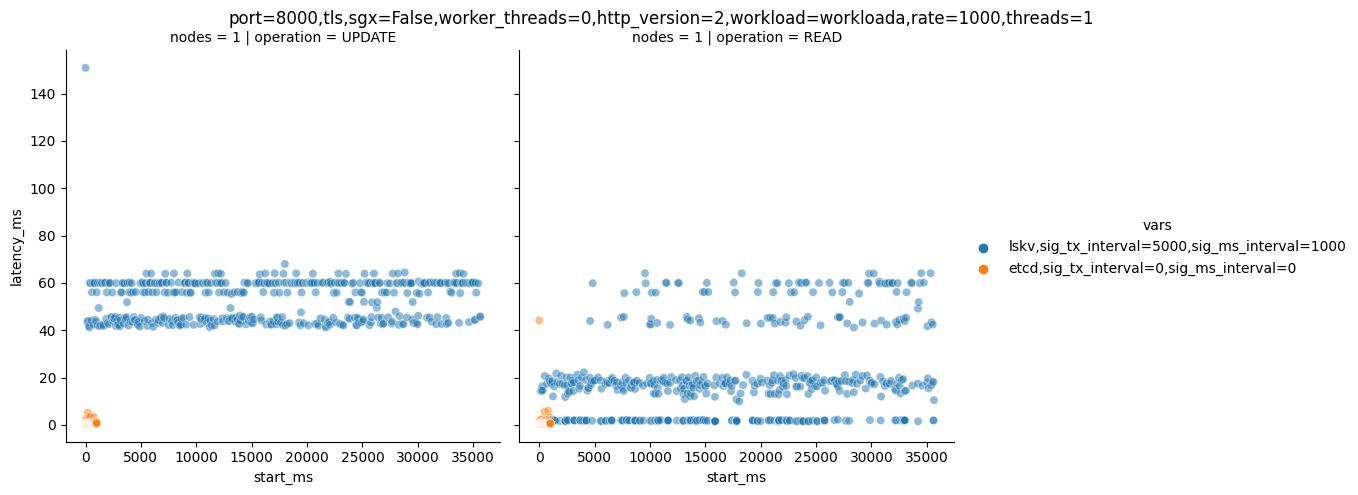 port=8000,tls,sgx=False,worker_threads=0,http_version=2,workload=workloada,rate=1000,threads=1
nodes = 1 | operation = UPDATE
nodes = 1 | operation = READ
latency_ms
140
120
100
80
60
40
20
0
0 5000 10000 15000 20000 25000 30000 35000
start_ms
0 5000 10000 15000 20000 25000 30000 35000
start_ms
vars
lskv,sig_tx_interval=5000,sig_ms_interval=1000
etcd,sig_tx_interval=0,sig_ms_interval=0